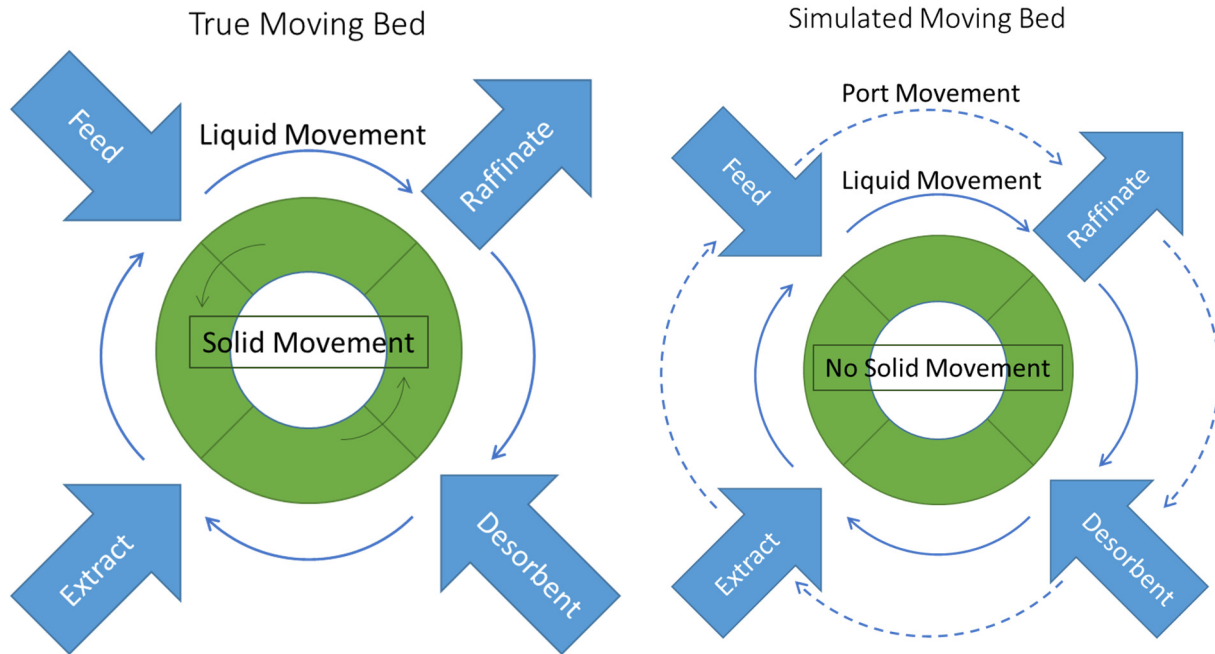 True Moving Bed
Feed
Liquid Movement
Raffinate
Solid Movement
Extract
Desorbent
Simulated Moving Bed
Port Movement
Feed
Liquid Movement
Raffinate
No Solid Movement
Extract
Desorbent